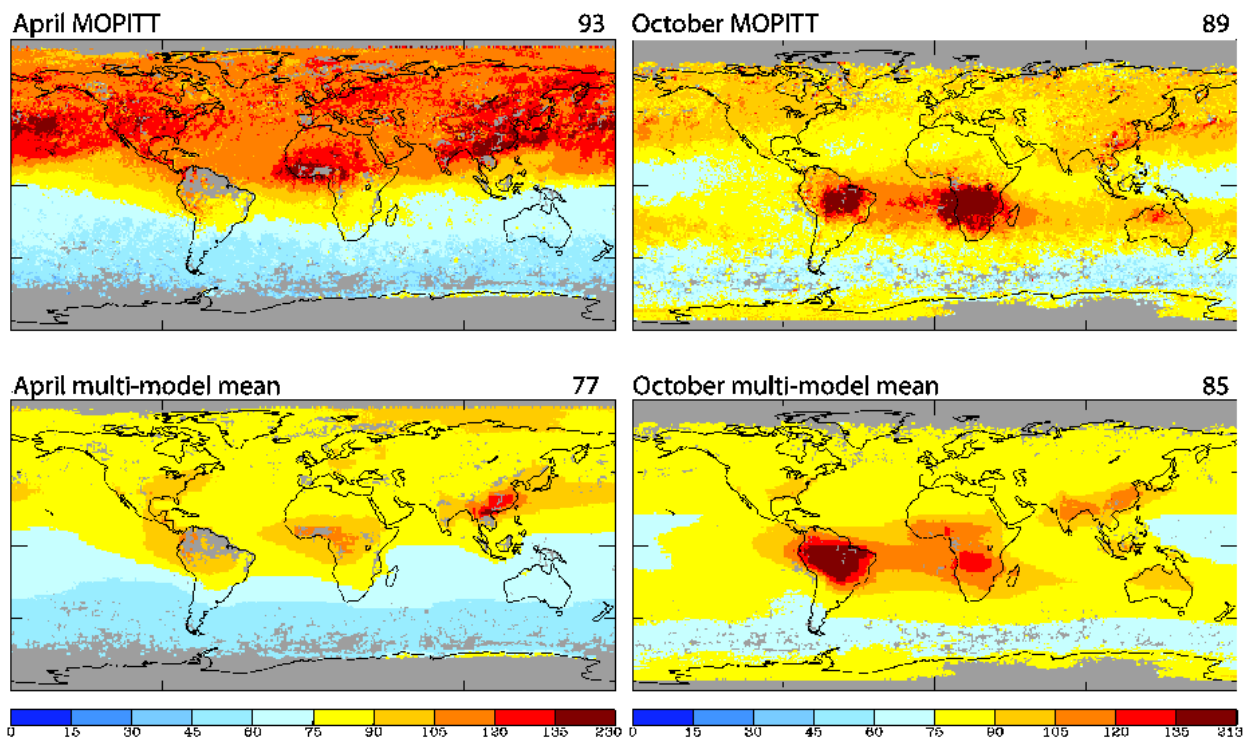 April MOPITT 93
October MOPITT 89
April multi-model mean 77
October multi-model mean 85
0 15 30 45 60 75 90 105 120 135 230
0 15 30 45 60 75 90 105 120 135 213